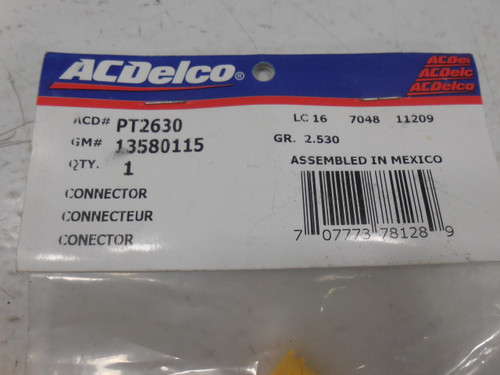 ACDelco®
ACDel
ACDelc
ACDelco
ACD# PT2630
GM# 13580115
QTY. 1
CONNECTOR
CONNECTEUR
CONECTOR
LC 16 7048 11209
GR. 2.530
ASSEMBLED IN MEXICO
7 07773 78128 9